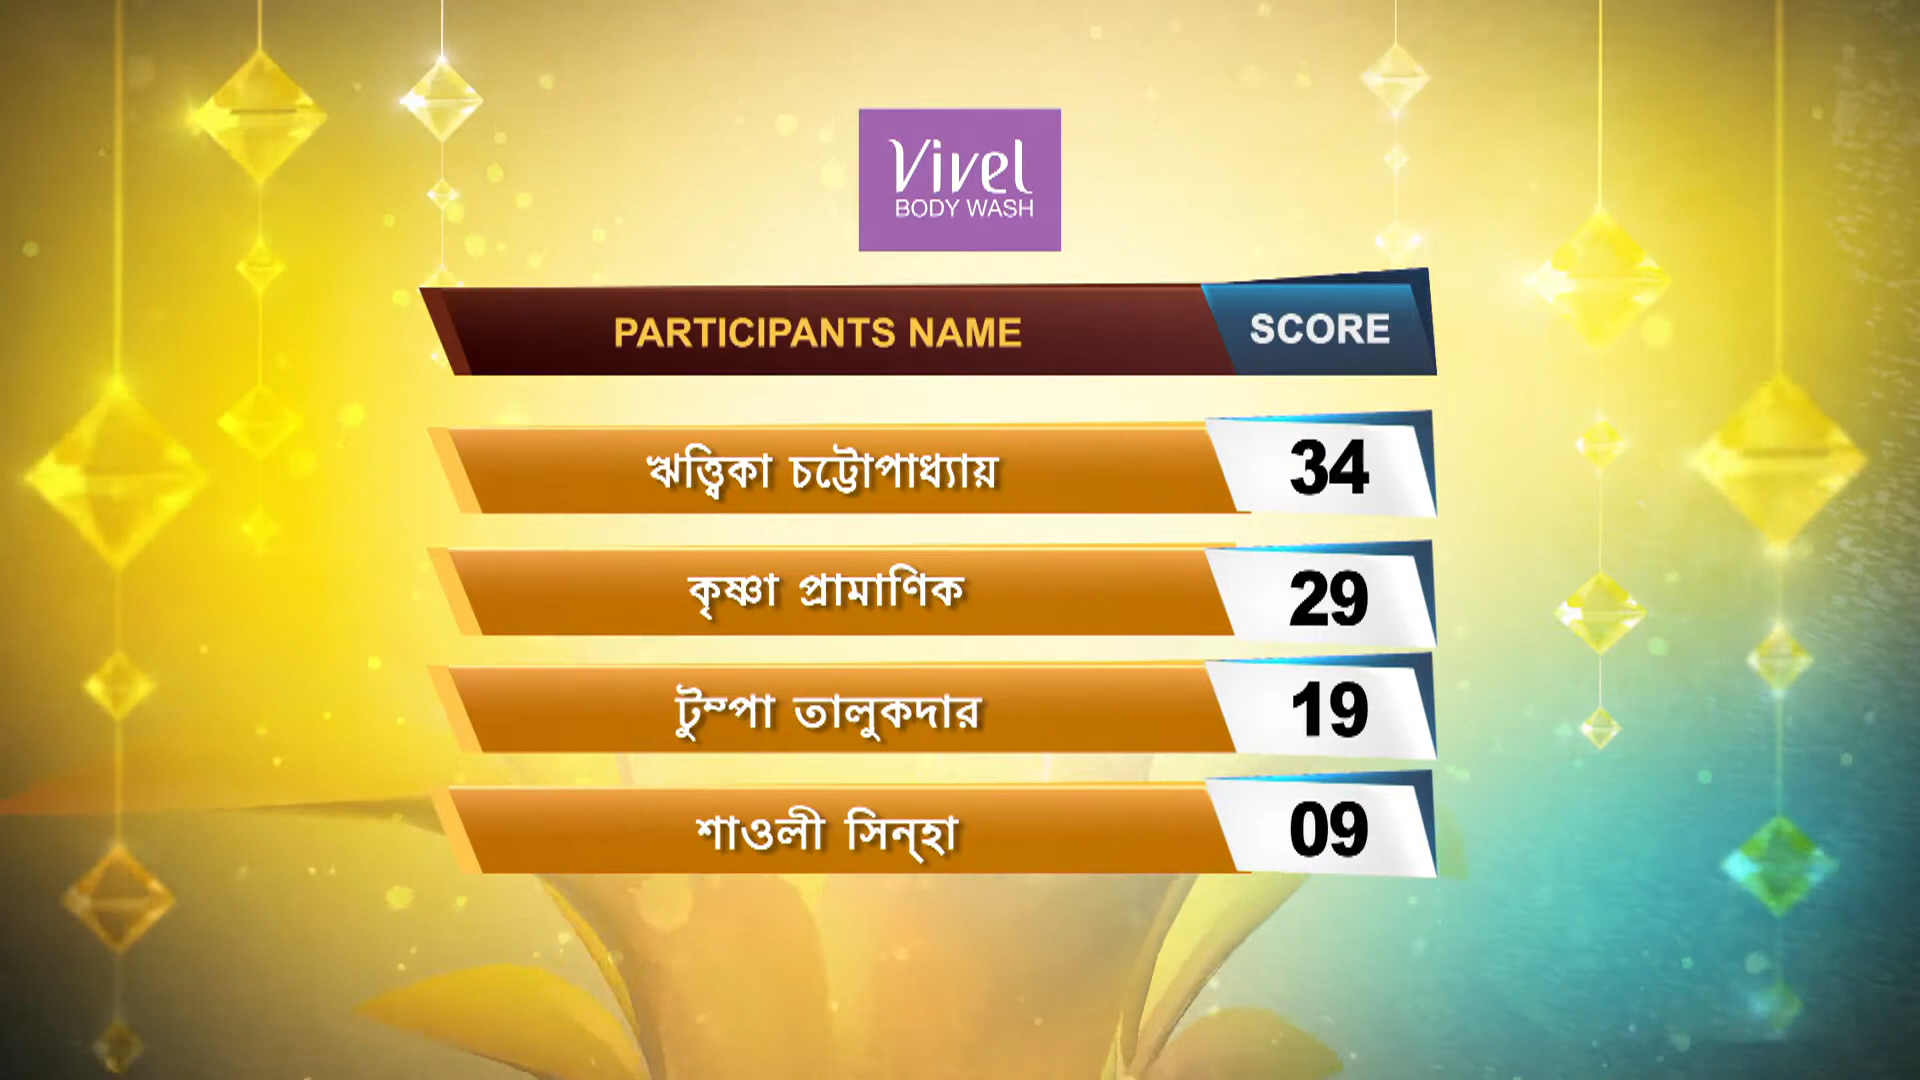 Vivel
BODY WASH
PARTICIPANTS NAME SCORE
ঋত্ত্বিকা চট্টোপাধ্যায় 34
কৃষ্ণা প্রামাণিক 29
টুম্পা তালুকদার 19
শাওলী সিন্‌হা 09